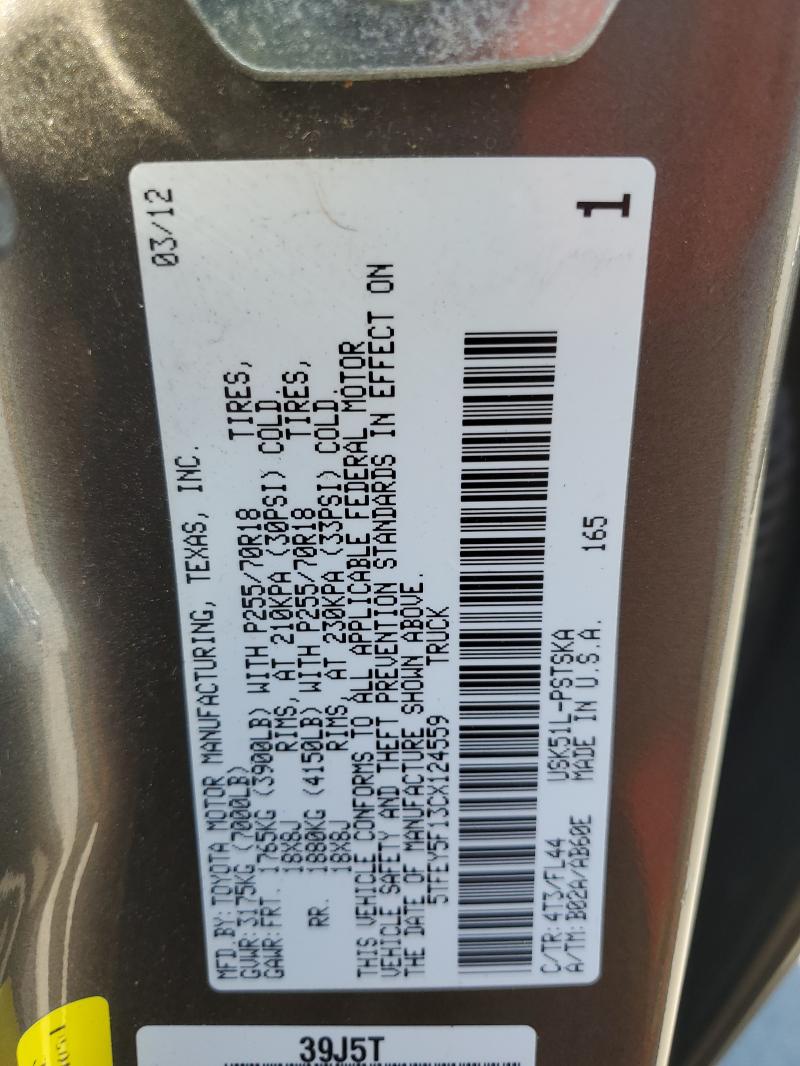 MFD.BY:TOYOTA MOTOR MANUFACTURING, TEXAS, INC. 03/12
GVWR:3175KG (7000LB)
GAWR:FRT. 1765KG (3900LB) WITH P255/70R18 TIRES,
18X8J RIMS, AT 210KPA (30PSI) COLD.
RR. 1880KG (4150LB) WITH P255/70R18 TIRES,
18X8J RIMS, AT 230KPA (33PSI) COLD.
THIS VEHICLE CONFORMS TO ALL APPLICABLE FEDERAL MOTOR
VEHICLE SAFETY AND THEFT PREVENTION STANDARDS IN EFFECT ON
THE DATE OF MANUFACTURE SHOWN ABOVE.
5TFEY5F13CX124559 TRUCK
C/TR:4T3/FL44 USK51L-PSTSKA 165
A/TM:B02A/AB60E MADE IN U.S.A. 1
39J5T